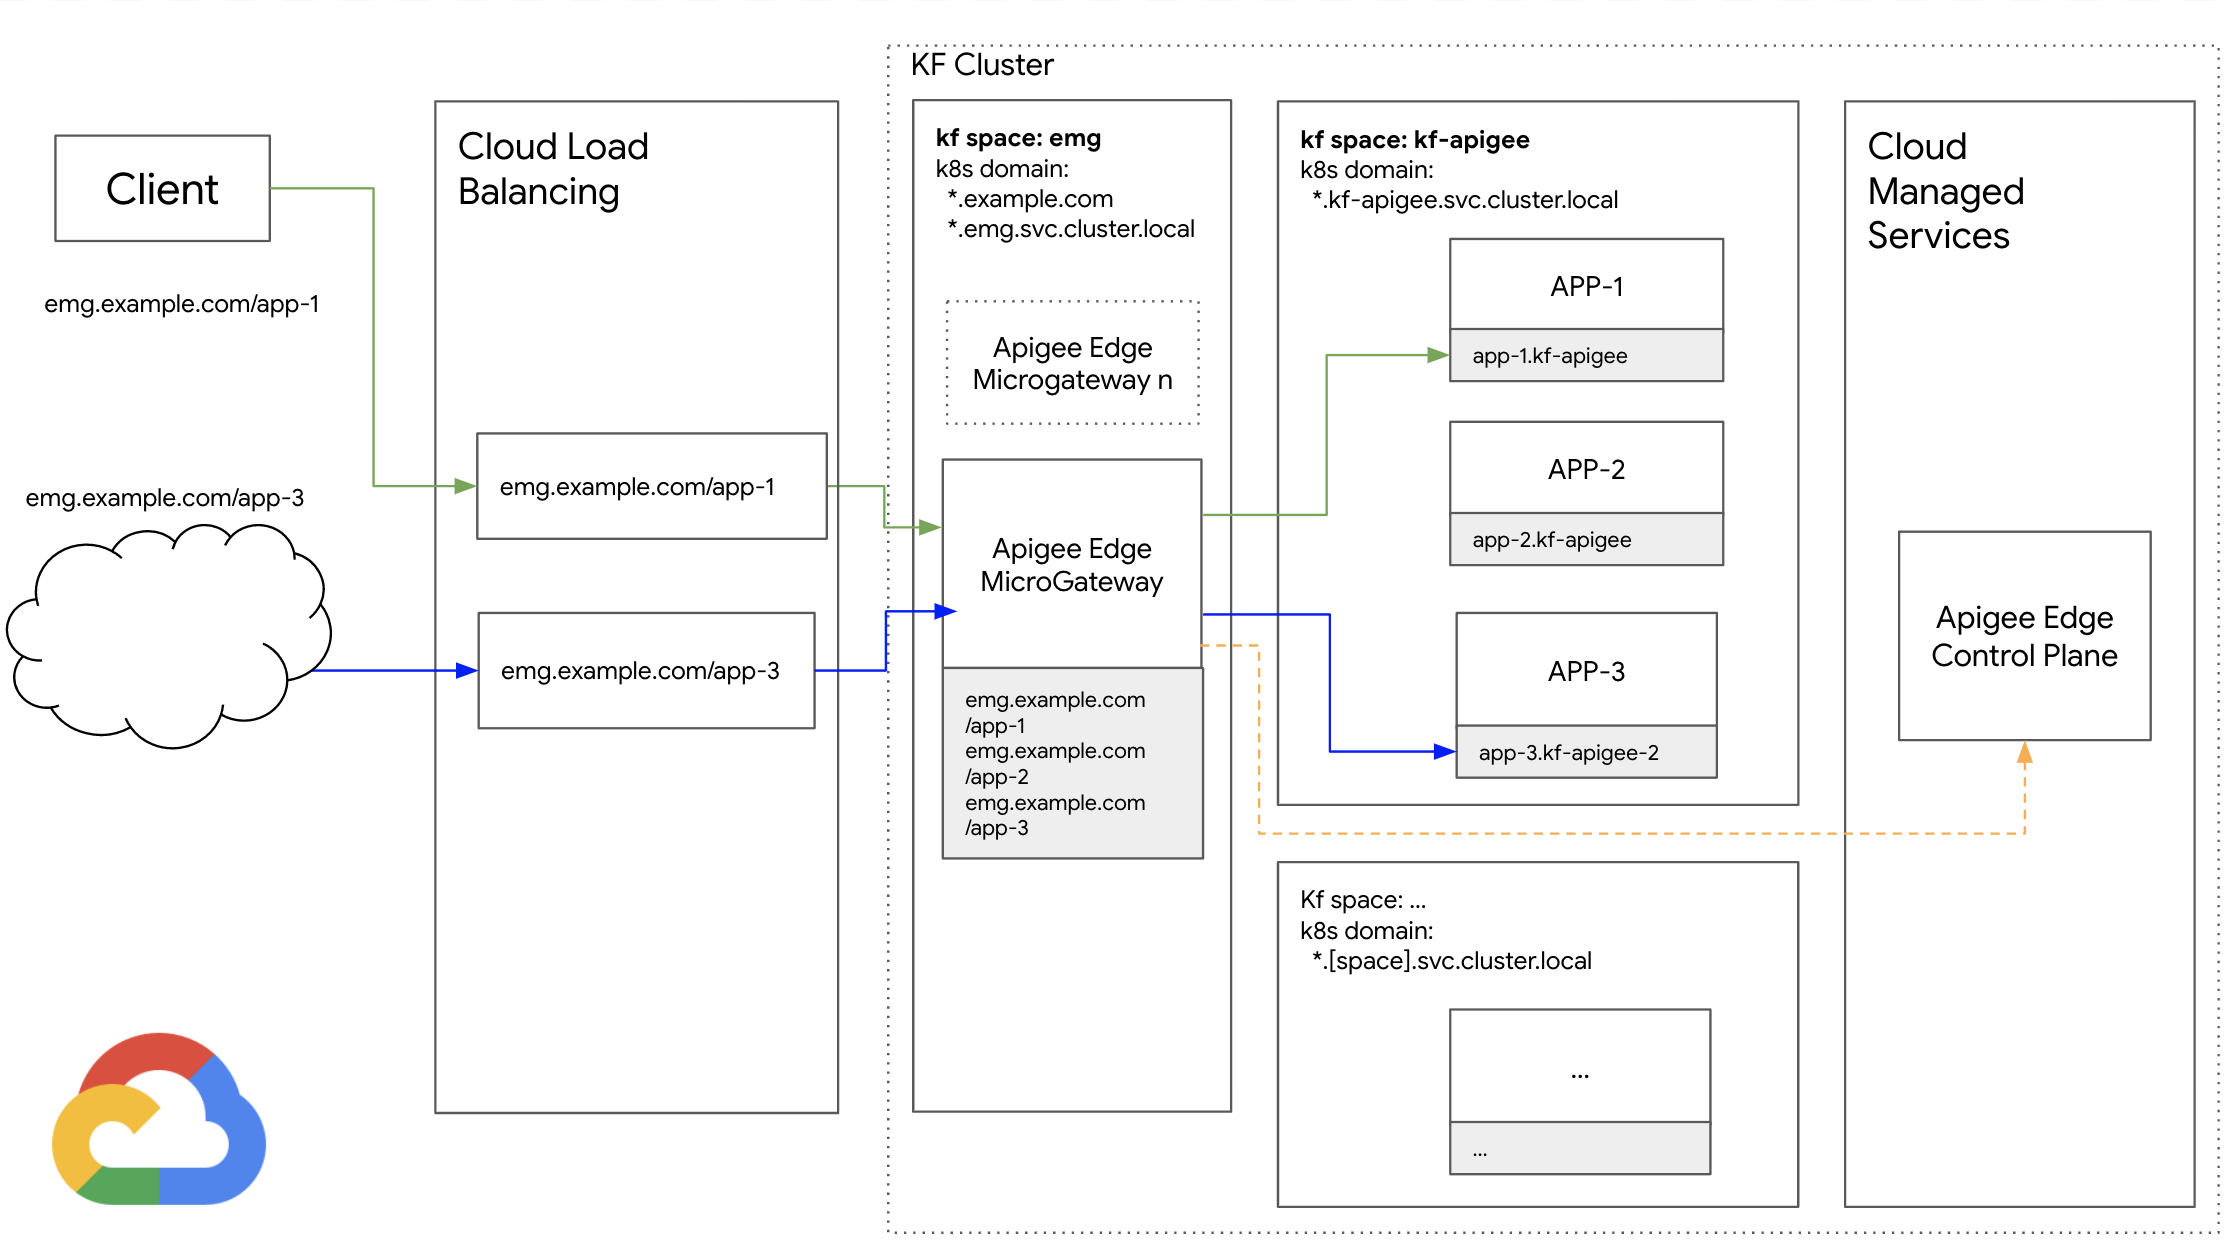 KF Cluster
Client
emg.example.com/app-1
emg.example.com/app-3
Cloud Load
Balancing
emg.example.com/app-1
emg.example.com/app-3
kf space: emg
k8s domain:
*.example.com
*.emg.svc.cluster.local
Apigee Edge
Microgateway n
Apigee Edge
MicroGateway
emg.example.com
/app-1
emg.example.com
/app-2
emg.example.com
/app-3
kf space: kf-apigee
k8s domain:
*.kf-apigee.svc.cluster.local
APP-1
app-1.kf-apigee
APP-2
app-2.kf-apigee
APP-3
app-3.kf-apigee-2
Kf space: ...
k8s domain:
*.[space].svc.cluster.local
...
...
Cloud
Managed
Services
Apigee Edge
Control Plane